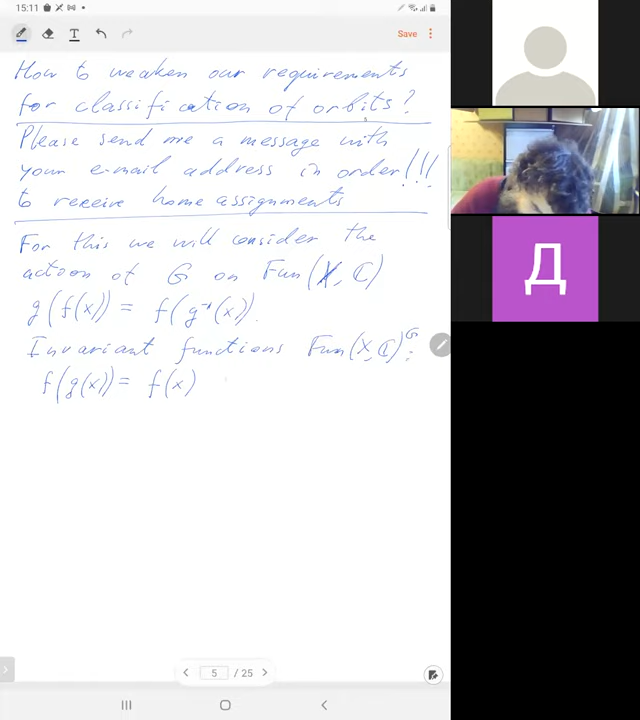 15:11
Save
How to weaken our requirements
for classification of orbits?
Please send me a message with
your e-mail address in order!!!
to receive home assignments
For this we will consider the
action of G on Fun(X, ℂ)
g(f(x)) = f(g⁻¹(x)).
Invariant functions Fun(X, ℂ)ᴳ:
f(g(x)) = f(x)
5 / 25
Д